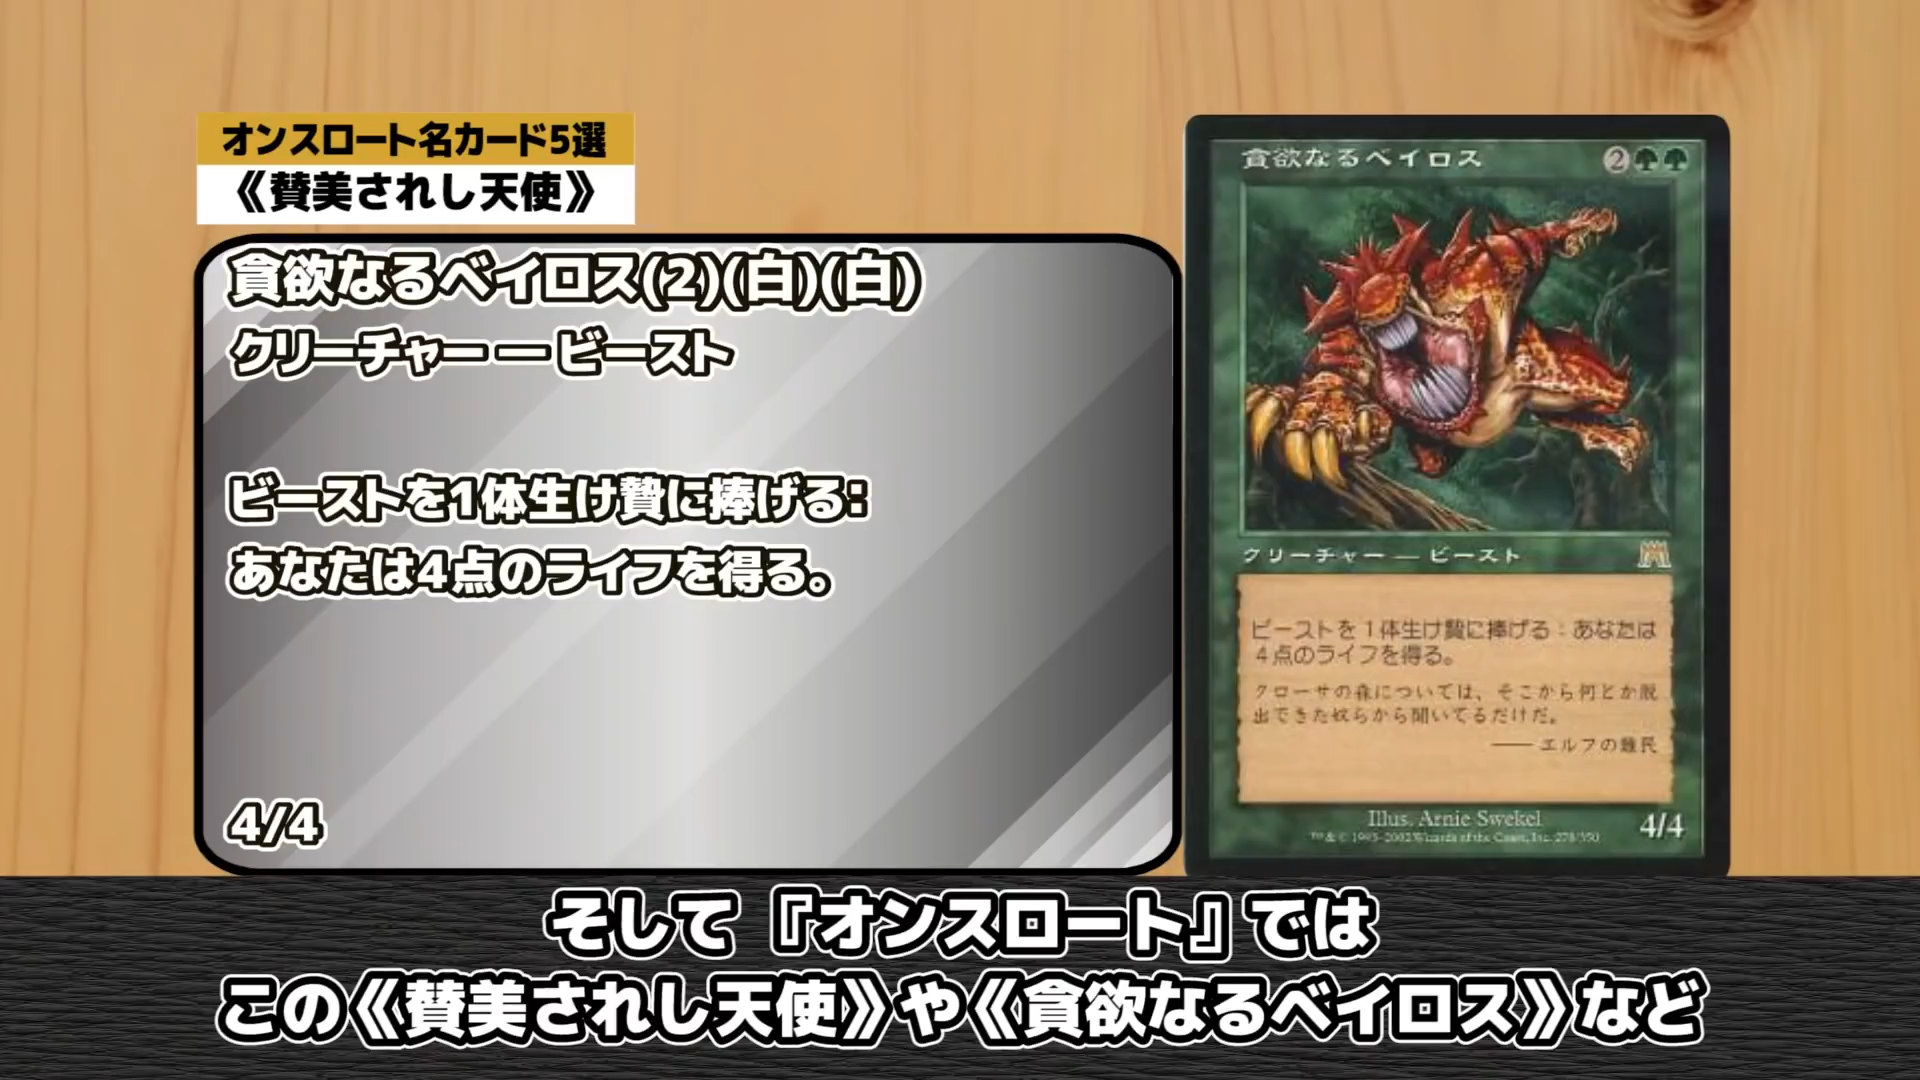 オンスロート名カード5選
《賛美されし天使》
貪欲なるベイロス(2)(白)(白)
クリーチャー ― ビースト
ビーストを1体生け贄に捧げる:
あなたは4点のライフを得る。
4/4
貪欲なるベイロス 2
クリーチャー ― ビースト
ビーストを1体生け贄に捧げる：あなたは
4点のライフを得る。
クローサの森については、そこから何とか脱
出できた奴らから聞いてるだけだ。
―― エルフの難民
Illus. Arnie Swekel
™ & © 1993-2002 Wizards of the Coast, Inc. 278/350
4/4
そして『オンスロート』では
この《賛美されし天使》や《貪欲なるベイロス》など